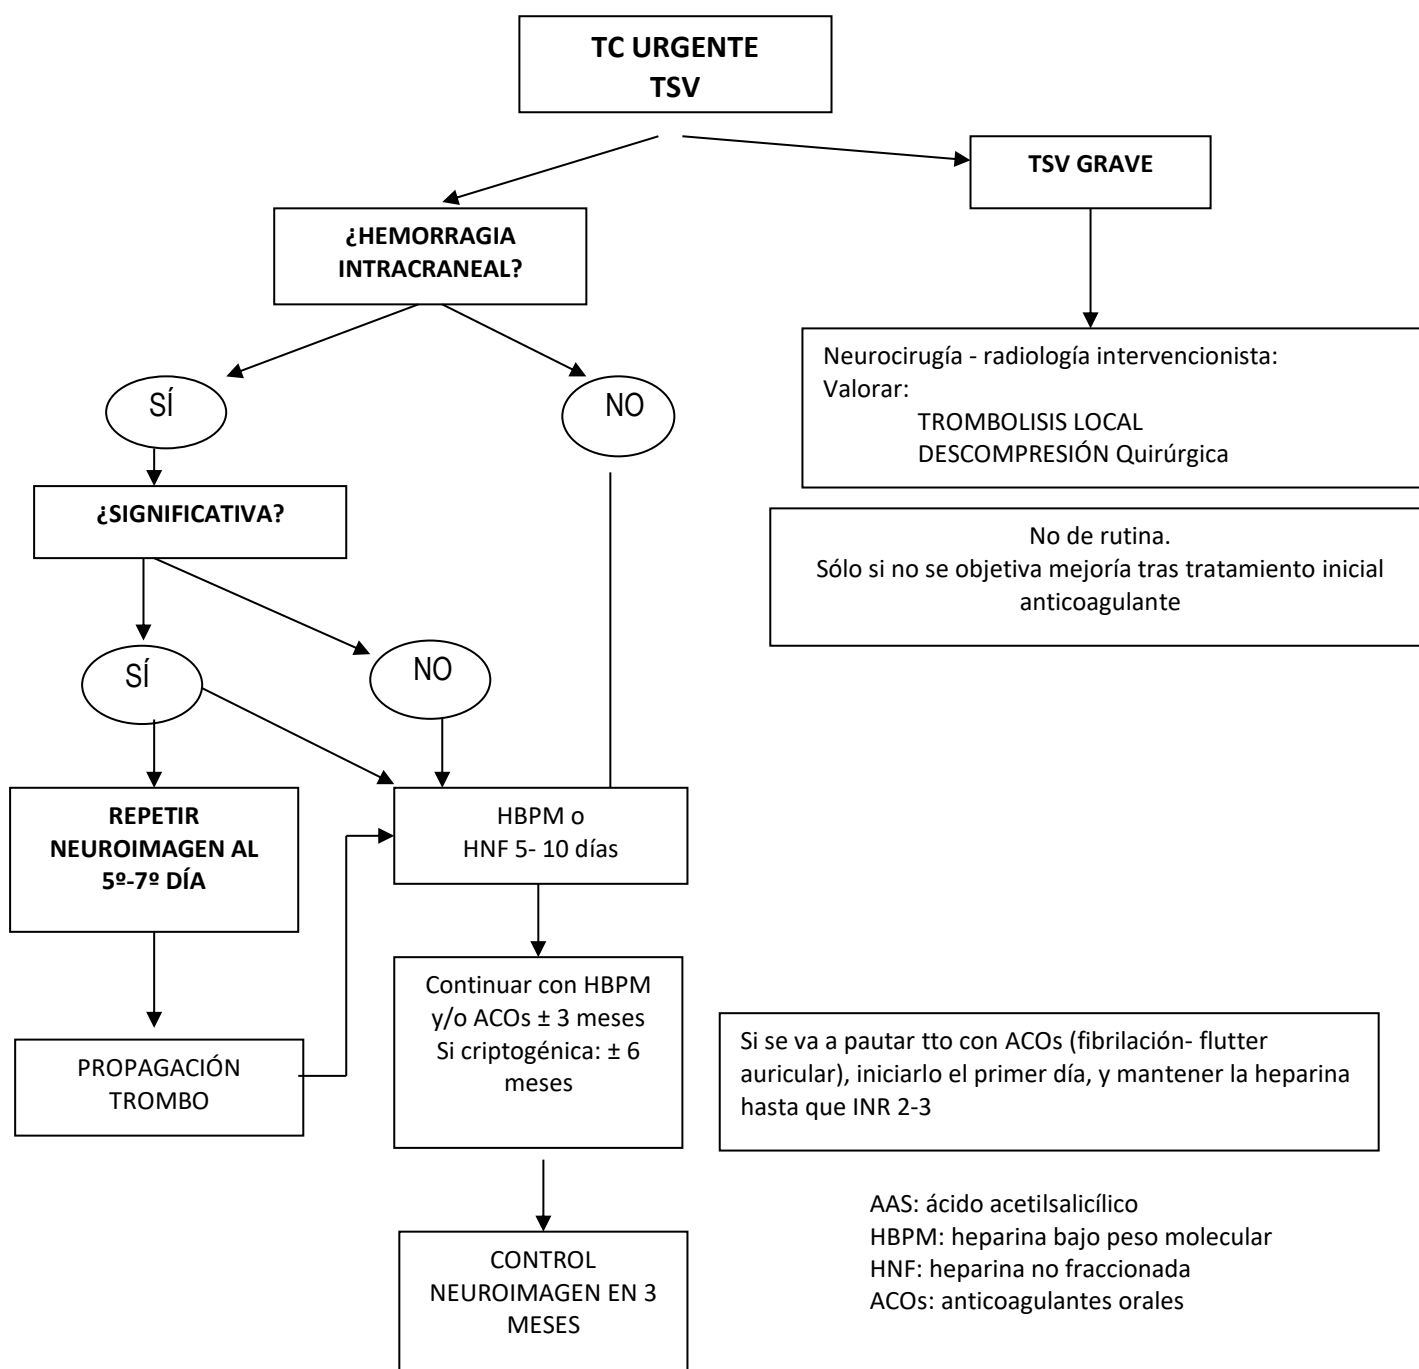 TC URGENTE
TSV
TSV GRAVE
¿HEMORRAGIA
INTRACRANEAL?
Neurocirugía - radiología intervencionista:
Valorar:
TROMBOLISIS LOCAL
DESCOMPRESIÓN Quirúrgica
SÍ
NO
¿SIGNIFICATIVA?
No de rutina.
Sólo si no se objetiva mejoría tras tratamiento inicial
anticoagulante
SÍ
NO
REPETIR
NEUROIMAGEN AL
5º-7º DÍA
HBPM o
HNF 5- 10 días
Continuar con HBPM
y/o ACOs ± 3 meses
Si criptogénica: ± 6
meses
PROPAGACIÓN
TROMBO
Si se va a pautar tto con ACOs (fibrilación- flutter
auricular), iniciarlo el primer día, y mantener la heparina
hasta que INR 2-3
AAS: ácido acetilsalicílico
HBPM: heparina bajo peso molecular
HNF: heparina no fraccionada
ACOs: anticoagulantes orales
CONTROL
NEUROIMAGEN EN 3
MESES